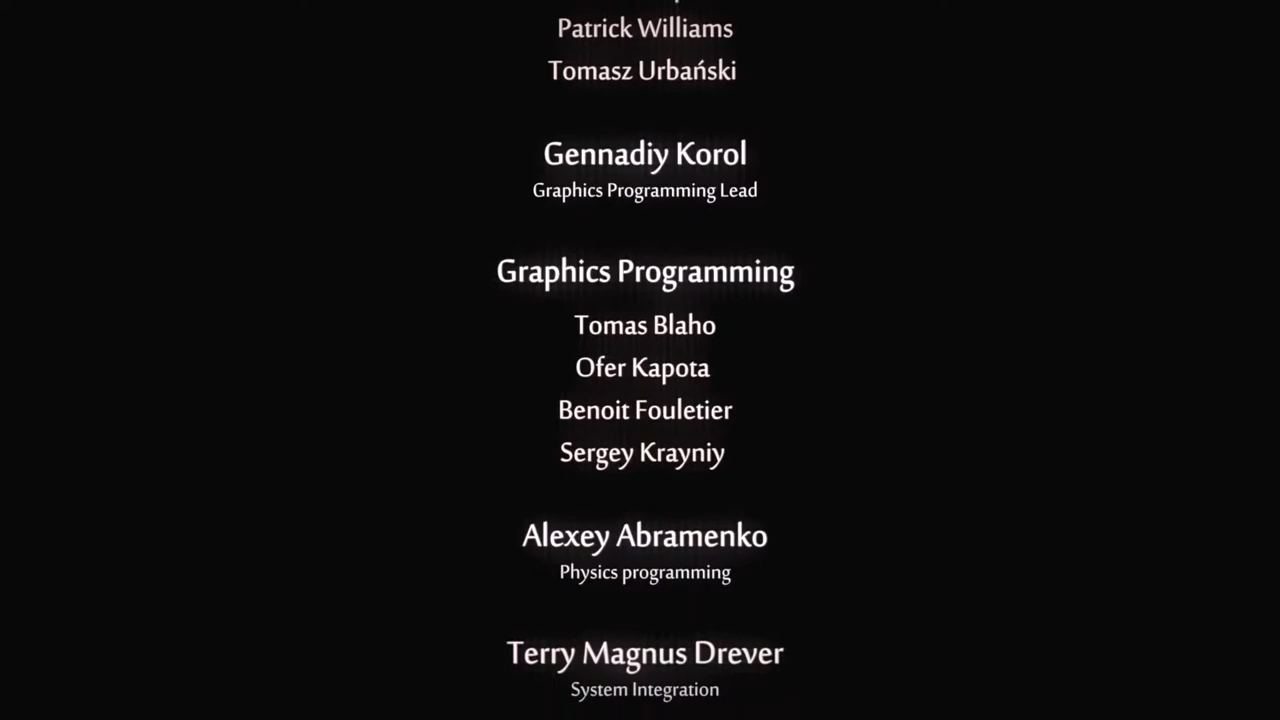 Patrick Williams
Tomasz Urbański
Gennadiy Korol
Graphics Programming Lead
Graphics Programming
Tomas Blaho
Ofer Kapota
Benoit Fouletier
Sergey Krayniy
Alexey Abramenko
Physics programming
Terry Magnus Drever
System Integration